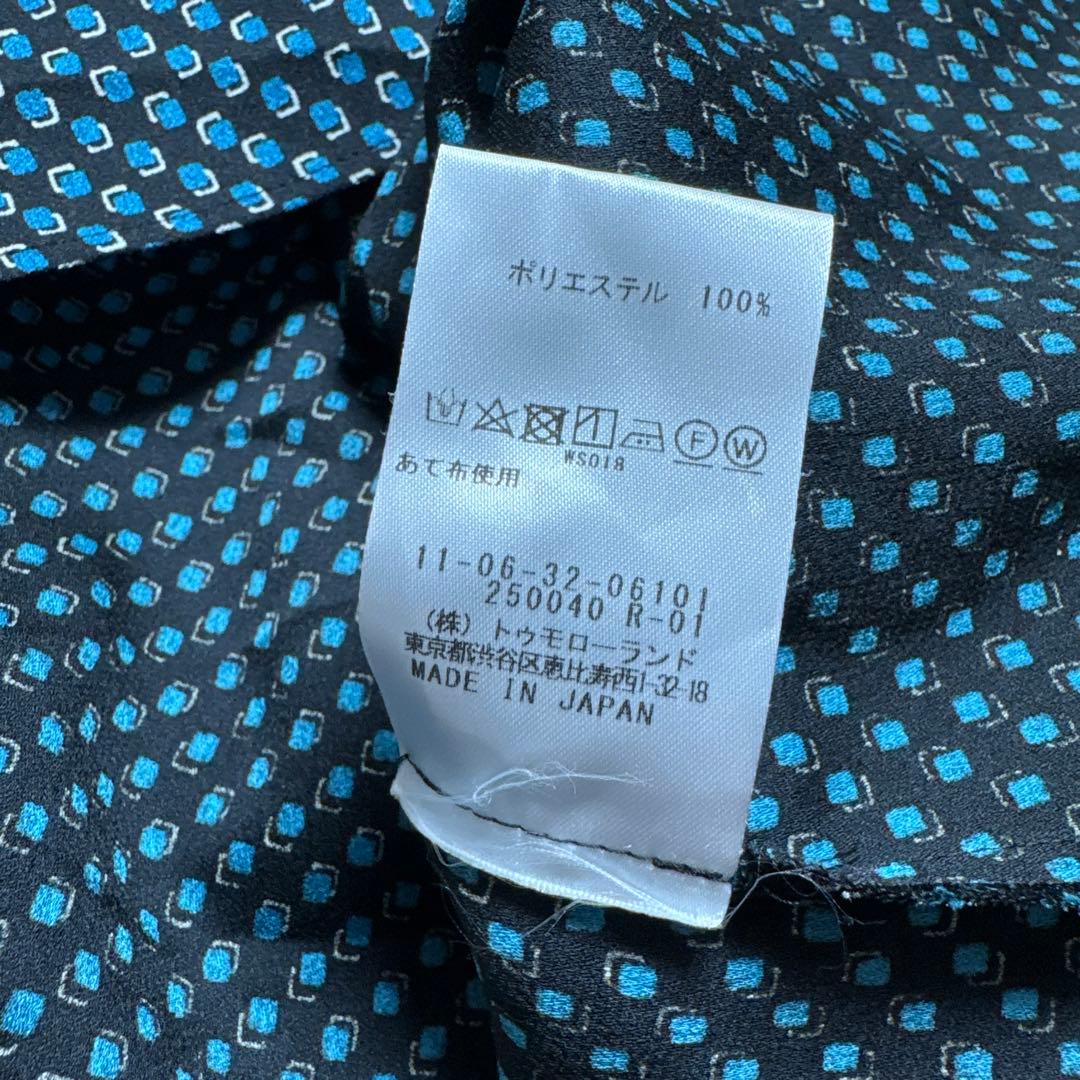 ポリエステル 100%
F W
WS018
あて布使用
11-06-32-06101
250040 R-01
(株) トゥモローランド
東京都渋谷区恵比寿西1-32-18
MADE IN JAPAN